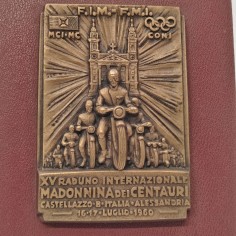 F.I.M.-F.M.I.
MCI-MC CONI
XV RADUNO INTERNAZIONALE
MADONNINA DEI CENTAURI
CASTELLAZZO-B-ITALIA-ALESSANDRIA
16-17-LUGLIO-1960